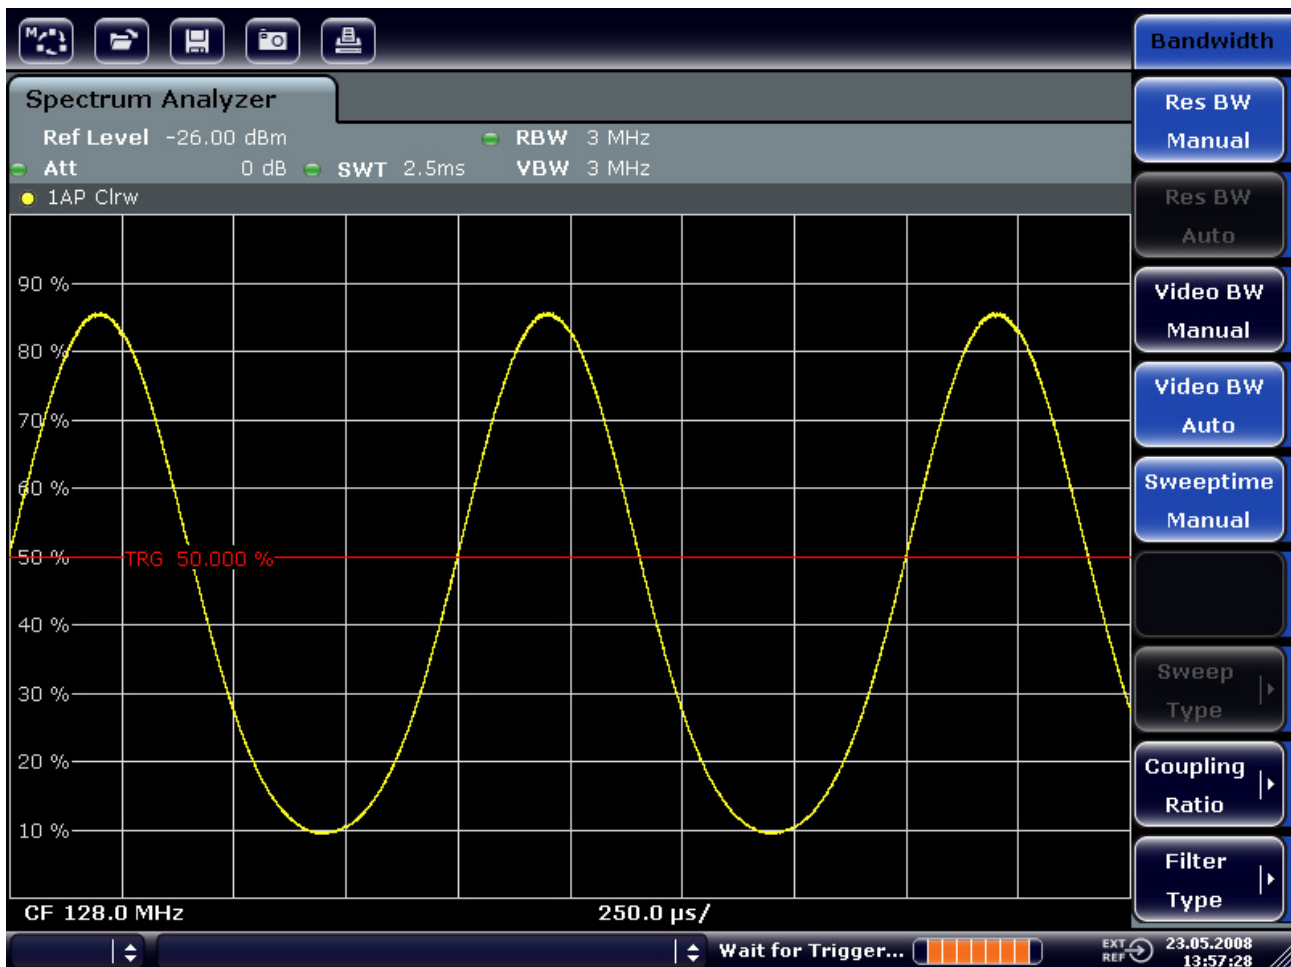 Bandwidth
Spectrum Analyzer
Ref Level -26.00 dBm RBW 3 MHz
Att 0 dB SWT 2.5ms VBW 3 MHz
1AP Clrw
90 %
80 %
70 %
60 %
50 %
TRG 50.000 %
40 %
30 %
20 %
10 %
CF 128.0 MHz 250.0 µs/
Res BW
Manual
Res BW
Auto
Video BW
Manual
Video BW
Auto
Sweeptime
Manual
Sweep
Type
Coupling
Ratio
Filter
Type
Wait for Trigger...
EXT
REF
23.05.2008
13:57:28